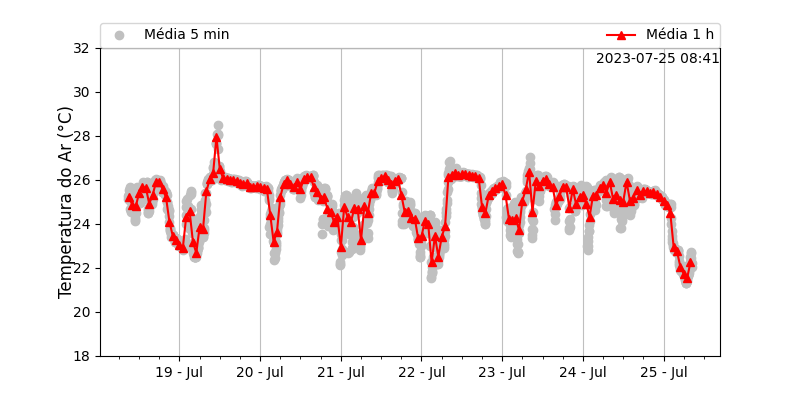 Média 5 min
Média 1 h
2023-07-25 08:41
Temperatura do Ar (°C)
32
30
28
26
24
22
20
18
19 - Jul
20 - Jul
21 - Jul
22 - Jul
23 - Jul
24 - Jul
25 - Jul